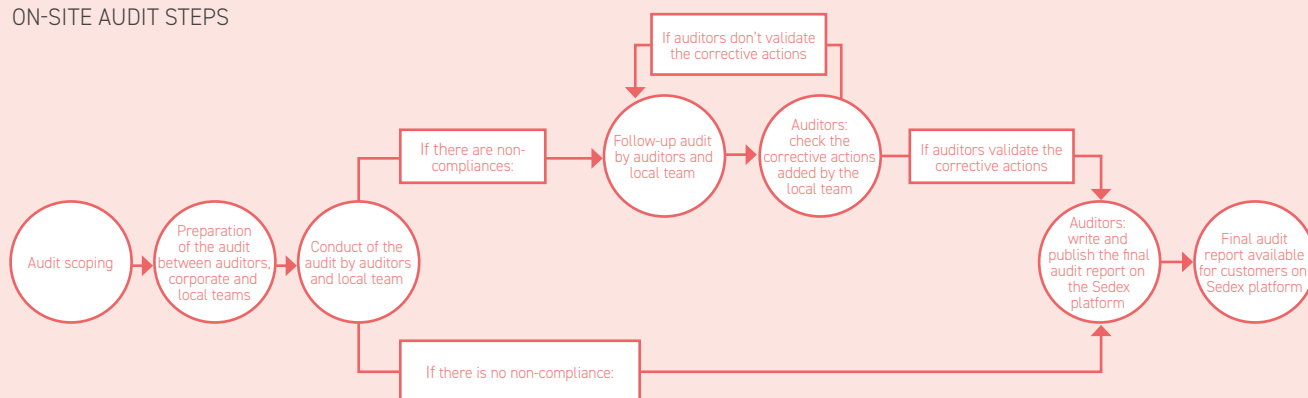 ON-SITE AUDIT STEPS
If auditors don't validate
the corrective actions
If there are non-
compliances:
Follow-up audit
by auditors and
local team
Auditors:
check the
corrective actions
added by the
local team
If auditors validate the
corrective actions
Audit scoping
Preparation
of the audit
between auditors,
corporate and
local teams
Conduct of the
audit by auditors
and local team
Auditors:
write and
publish the final
audit report on
the Sedex
platform
Final audit
report available
for customers on
Sedex platform
If there is no non-compliance: